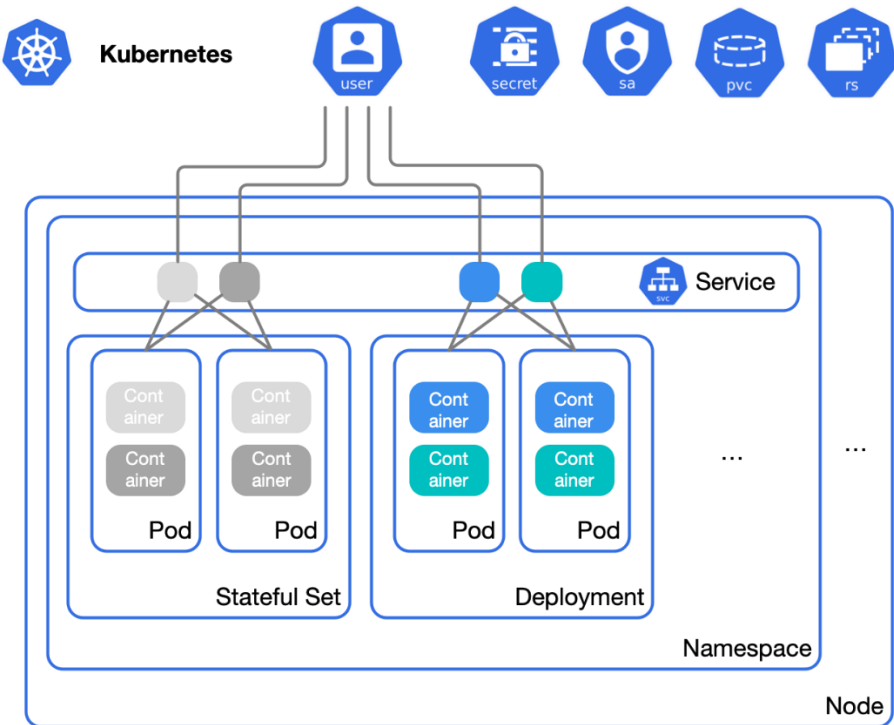 Kubernetes
user
secret
sa
pvc
rs
svc
Service
Cont
ainer
Cont
ainer
Pod
Cont
ainer
Cont
ainer
Pod
Stateful Set
Cont
ainer
Cont
ainer
Pod
Cont
ainer
Cont
ainer
Pod
Deployment
...
...
Namespace
Node